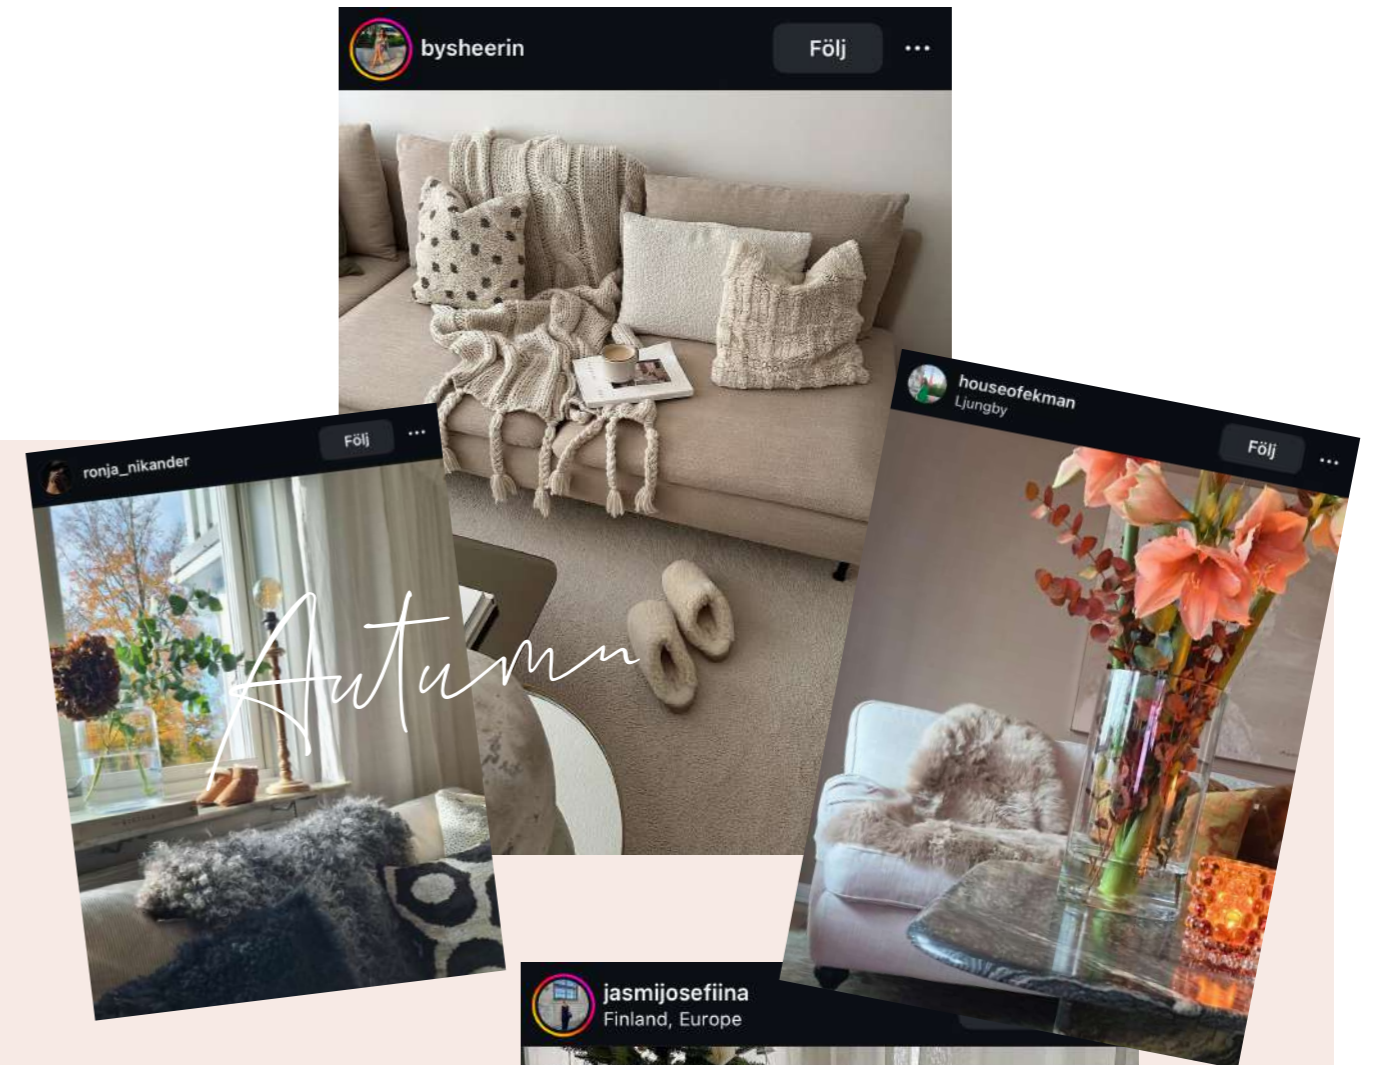 bysheerin
Följ
houseofekman
Ljungby
Följ
ronja_nikander
Följ
Autumn
jasmijosefiina
Finland, Europe